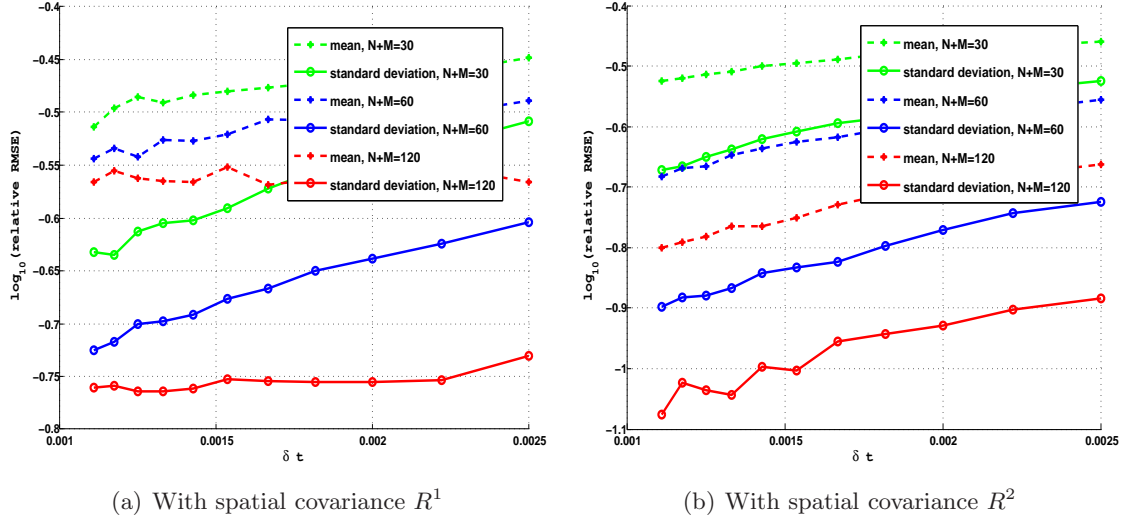 −0.4
−0.45
−0.5
−0.55
−0.6
−0.65
−0.7
−0.75
−0.8
log10(relative RMSE)
0.001
0.0015
0.002
0.0025
δ t
mean, N+M=30
standard deviation, N+M=30
mean, N+M=60
standard deviation, N+M=60
mean, N+M=120
standard deviation, N+M=120
(a) With spatial covariance R¹
−0.4
−0.5
−0.6
−0.7
−0.8
−0.9
−1
−1.1
log10(relative RMSE)
0.001
0.0015
0.002
0.0025
δ t
mean, N+M=30
standard deviation, N+M=30
mean, N+M=60
standard deviation, N+M=60
mean, N+M=120
standard deviation, N+M=120
(b) With spatial covariance R²